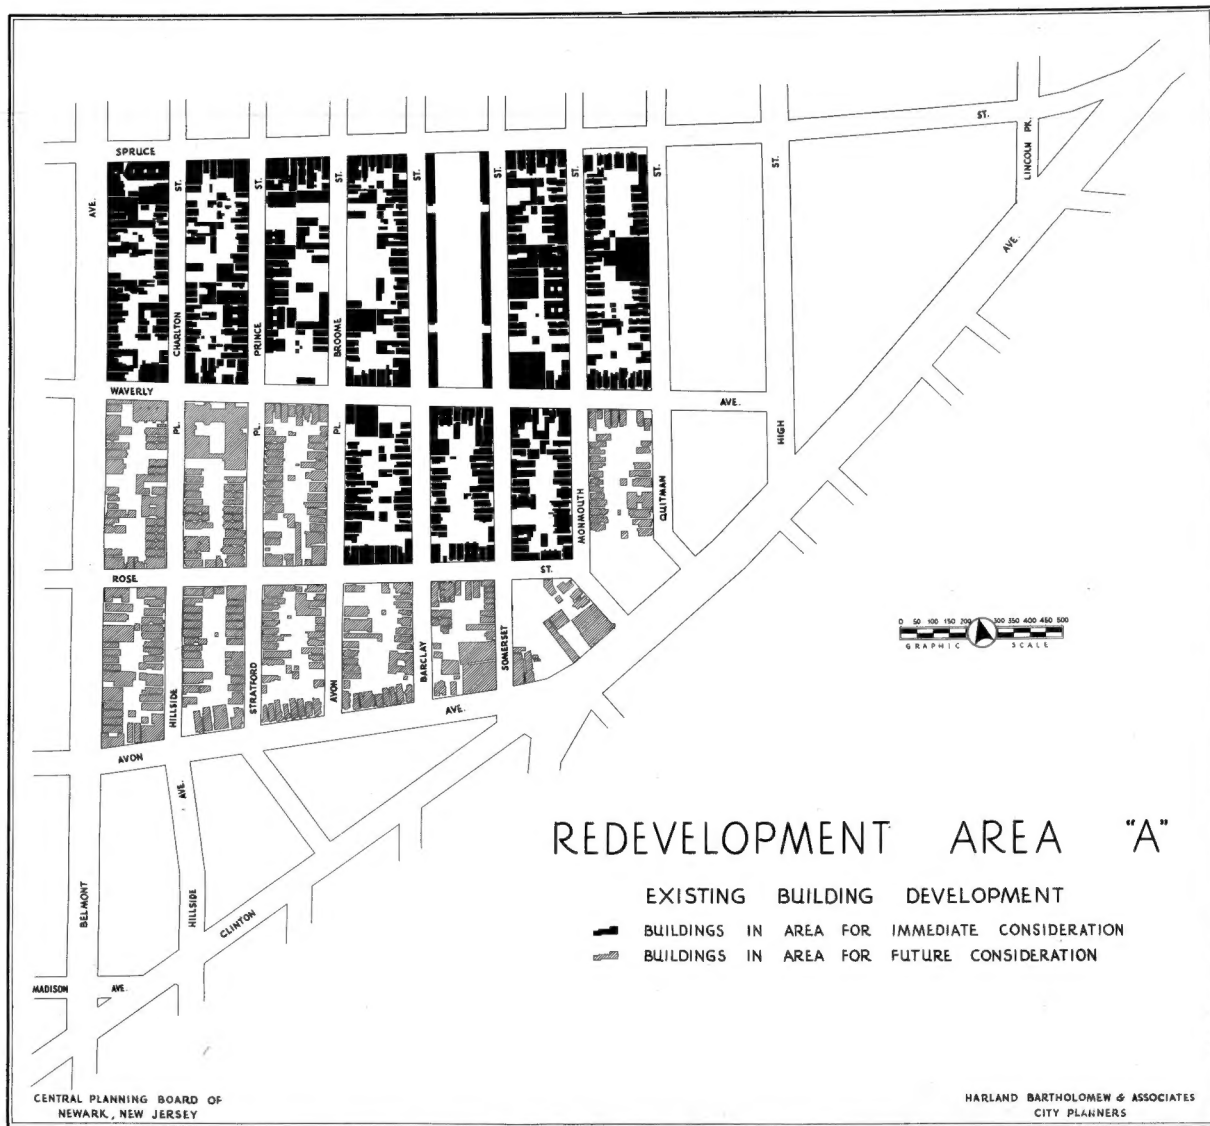 SPRUCE
ST.
LINCOLN PK.
AVE.
ST.
ST.
ST.
ST.
ST.
ST.
ST.
ST.
AVE.
CHARLTON
PRINCE
BROOME
WAVERLY
AVE.
PL.
PL.
PL.
HIGH
MONMOUTH
QUITMAN
ROSE
ST.
0 50 100 150 200 300 350 400 450 500
GRAPHIC SCALE
HILLSIDE
STRATFORD
AVON
BARCLAY
SOMERSET
AVE.
AVON
AVE.
REDEVELOPMENT AREA "A"
EXISTING BUILDING DEVELOPMENT
BUILDINGS IN AREA FOR IMMEDIATE CONSIDERATION
BUILDINGS IN AREA FOR FUTURE CONSIDERATION
BELMONT
HILLSIDE
CLINTON
MADISON AVE.
CENTRAL PLANNING BOARD OF
NEWARK, NEW JERSEY
HARLAND BARTHOLOMEW & ASSOCIATES
CITY PLANNERS